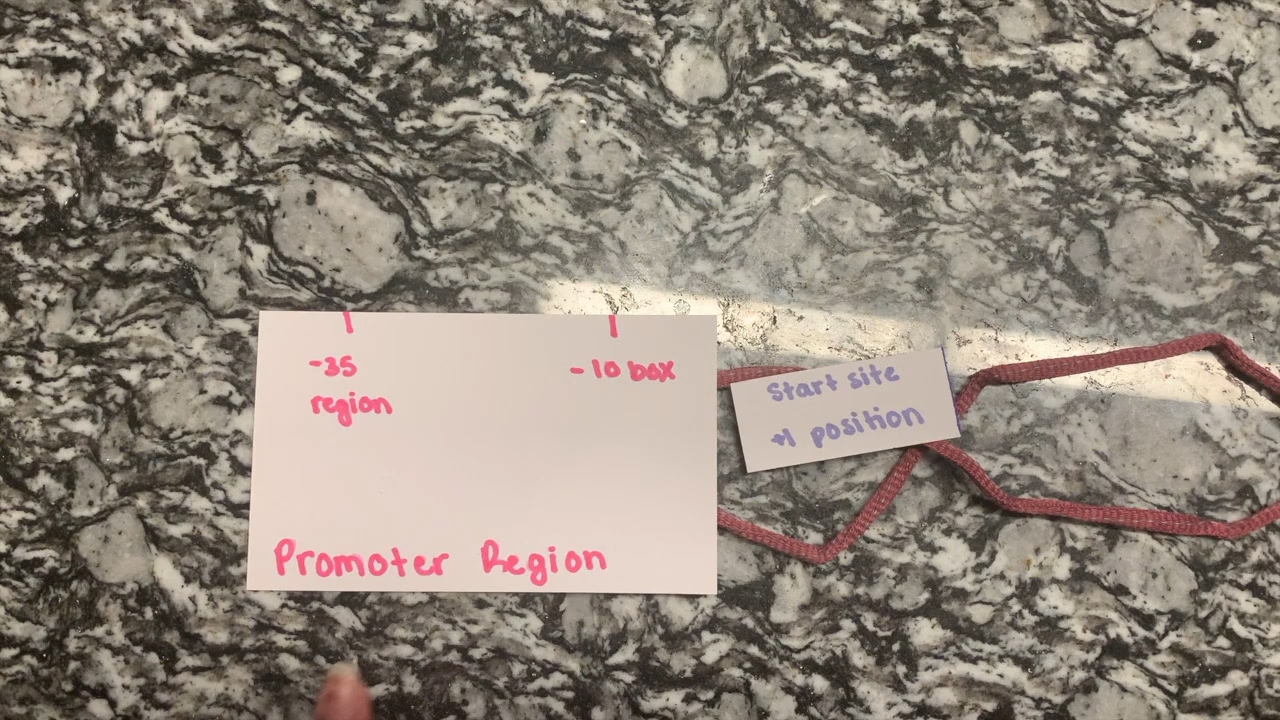 -35
region
-10 box
Promoter Region
Start site
+1 position